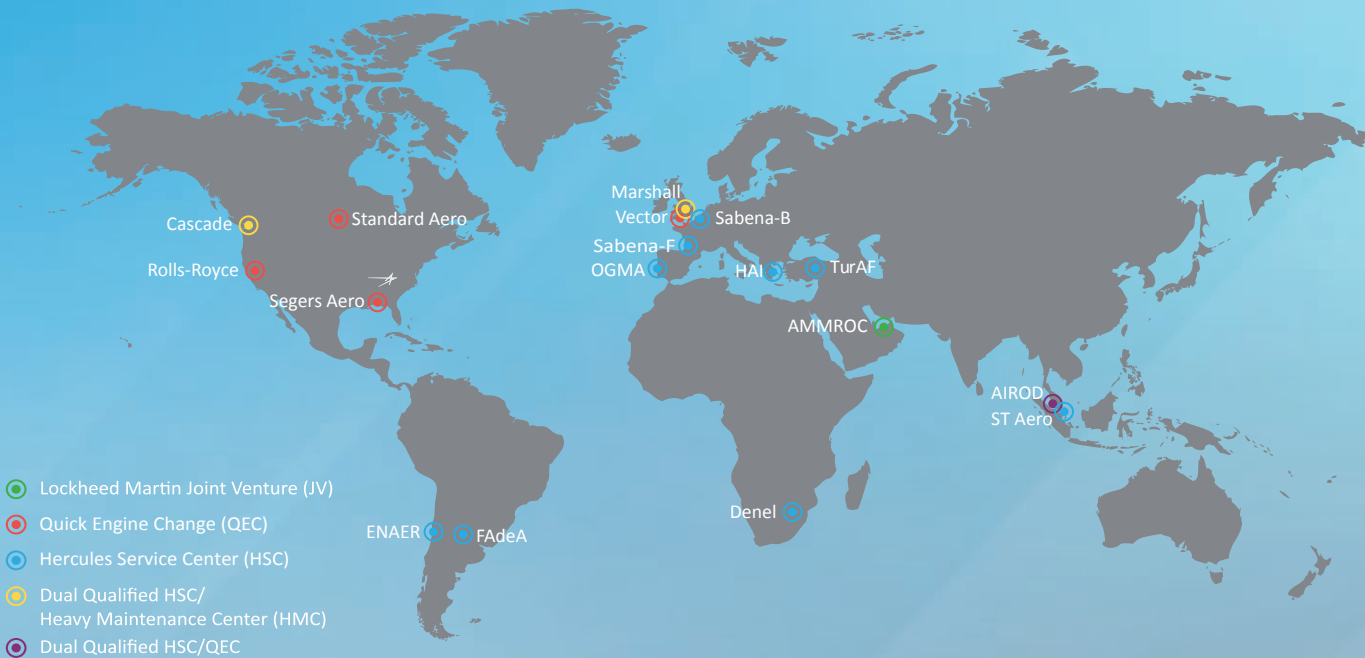 Marshall
Cascade
Standard Aero
Vector
Sabena-B
Sabena-F
Rolls-Royce
OGMA
HAI
TurAF
Segers Aero
AMMROC
AIROD
ST Aero
Denel
ENAER
FAdeA
Lockheed Martin Joint Venture (JV)
Quick Engine Change (QEC)
Hercules Service Center (HSC)
Dual Qualified HSC/
Heavy Maintenance Center (HMC)
Dual Qualified HSC/QEC